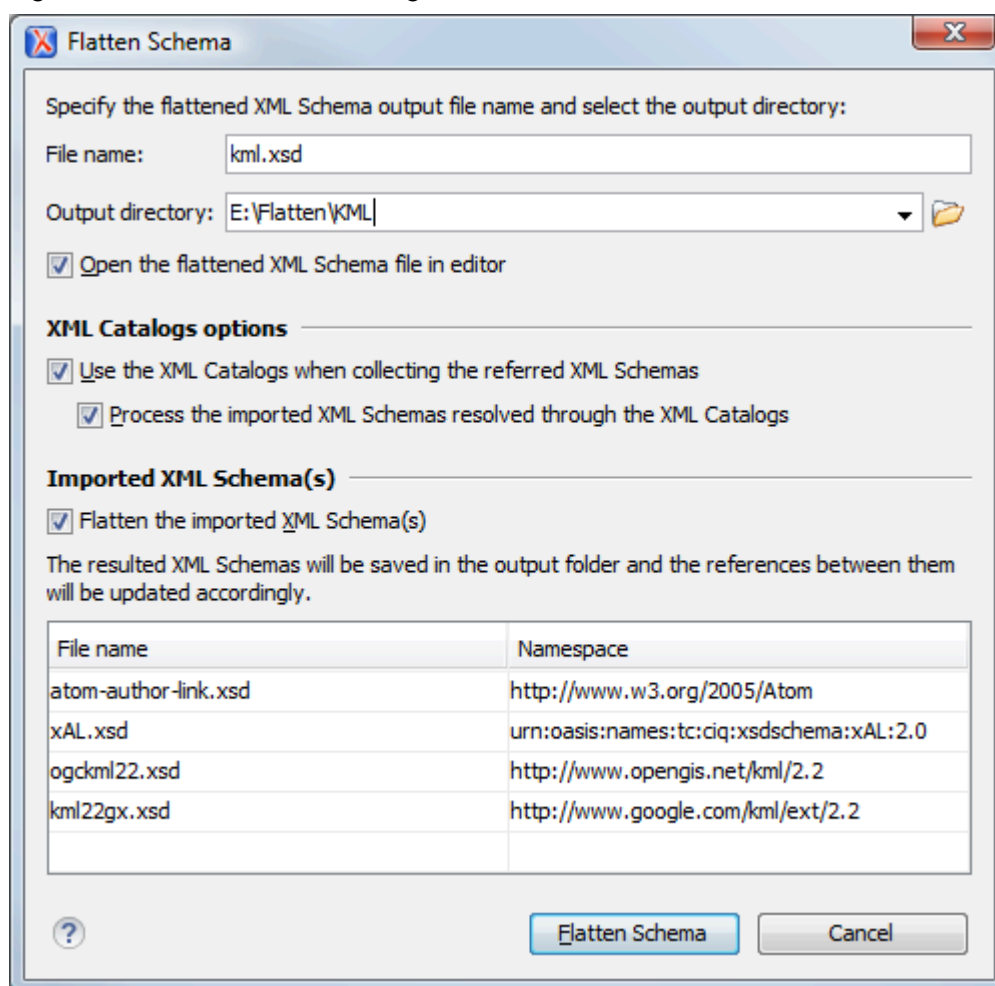 Flatten Schema
Specify the flattened XML Schema output file name and select the output directory:
File name: kml.xsd
Output directory: E:\Flatten\KML
Open the flattened XML Schema file in editor
XML Catalogs options
Use the XML Catalogs when collecting the referred XML Schemas
Process the imported XML Schemas resolved through the XML Catalogs
Imported XML Schema(s)
Flatten the imported XML Schema(s)
The resulted XML Schemas will be saved in the output folder and the references between them
will be updated accordingly.
File name Namespace
atom-author-link.xsd http://www.w3.org/2005/Atom
xAL.xsd urn:oasis:names:tc:ciq:xsdschema:xAL:2.0
ogckml22.xsd http://www.opengis.net/kml/2.2
kml22gx.xsd http://www.google.com/kml/ext/2.2
? Flatten Schema Cancel